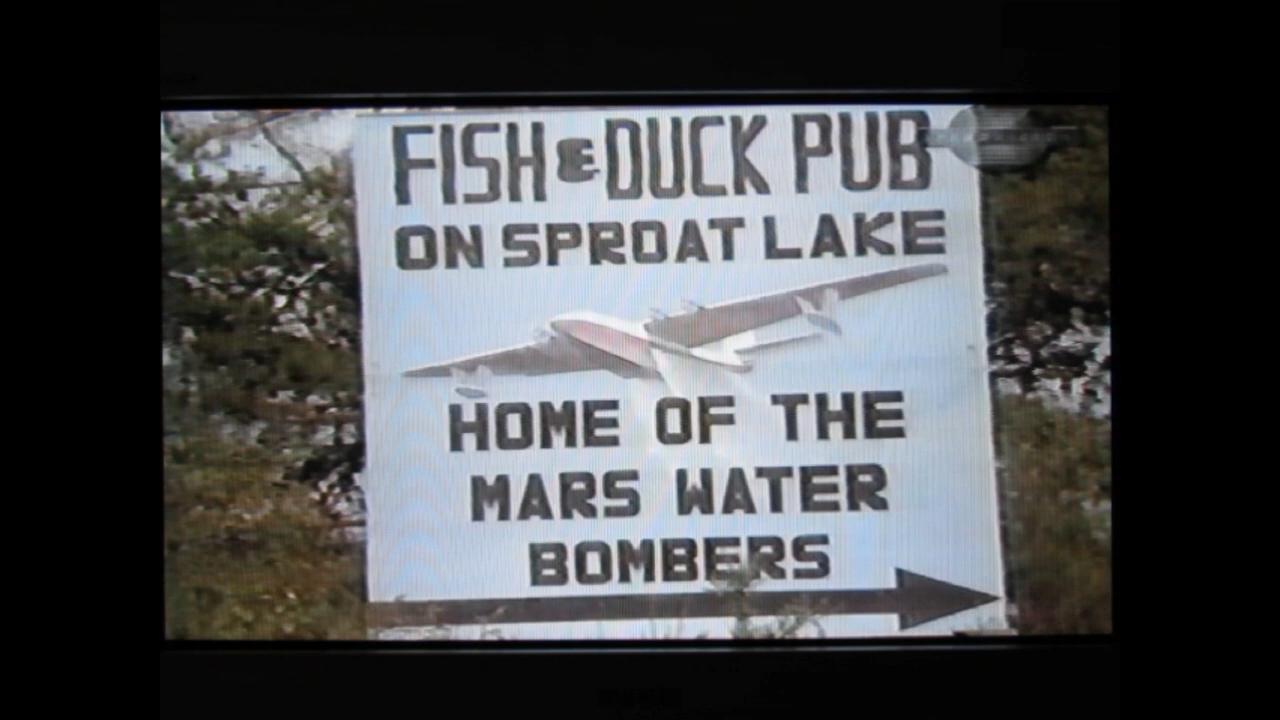 FISH & DUCK PUB
ON SPROAT LAKE
HOME OF THE
MARS WATER
BOMBERS